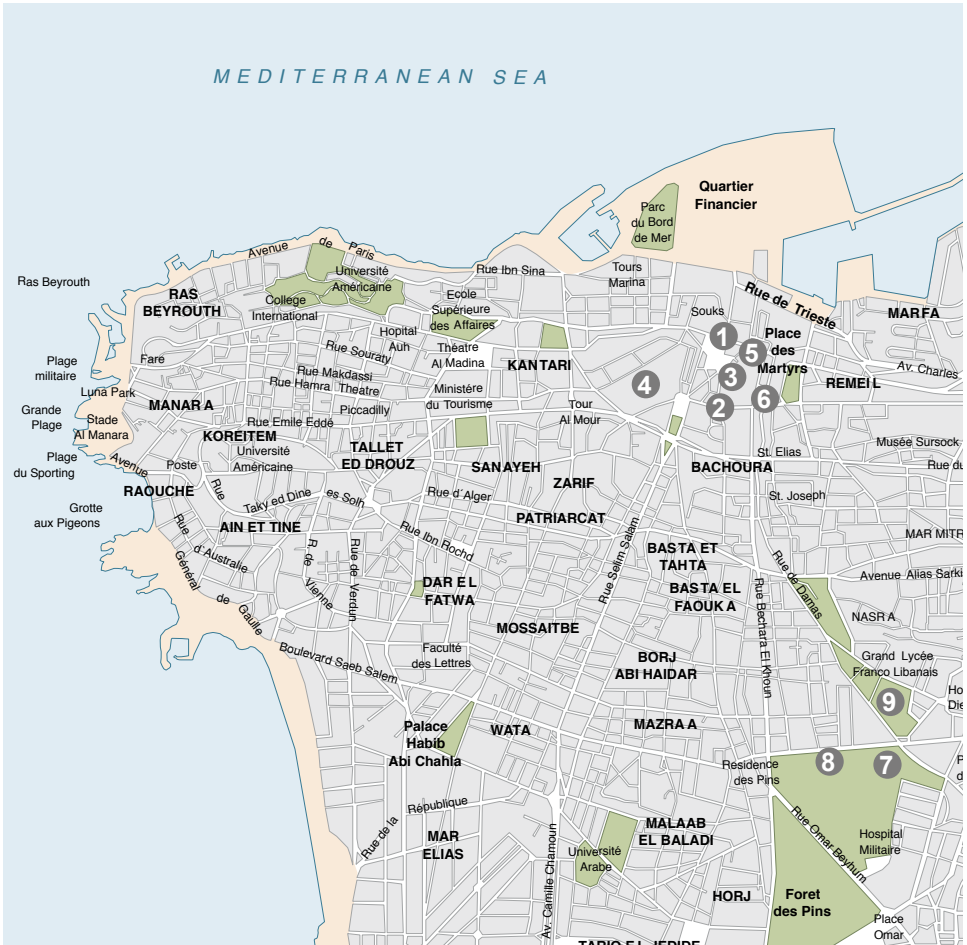 MEDITERRANEAN SEA
Quartier
Financier
Parc
du Bord
de Mer
Avenue de Paris
Rue Ibn Sina
Tours
Marina
Ras Beyrouth
RAS
BEYROUTH
Université
Américaine
College
International
Ecole
Supérieure
des Affaires
Souks
Rue de Trieste
MARFA
Hopital
Auh
Rue Souraty
Théatre
Al Madina
KANTARI
1
Place
des
Martyrs
5
Fare
Plage
militaire
Rue Makdassi
Rue Hamra Theatre
3
4
Av. Charles
REMEIL
Luna Park
MANARA
Ministére
du Tourisme
Piccadilly
Tour
Al Mour
2
6
Grande
Plage
Stade
Al Manara
Rue Emile Eddé
KOREITEM
Université
Américaine
TALLET
ED DROUZ
St. Elias
Musée Sursock
Plage
du Sporting
Avenue
Poste
SANAYEH
BACHOURA
Rue du
RAOUCHE
Rue
Taky ed Dine es Solh
Rue d'Alger
ZARIF
St. Joseph
Grotte
aux Pigeons
AIN ET TINE
PATRIARCAT
Rue d'Australie
Rue Ibn Rochd
MAR MITR
BASTA ET
TAHTA
Général
de
Gaulle
R. de Vienne
Rue de Verdun
Rue Selim Salam
Avenue Alias Sarki
DAR EL
FATWA
BASTA EL
FAOUKA
Rue de Damas
NASRA
MOSSAITBE
Rue Bechara El Khoun
Boulevard Saeb Salem
Faculté
des Lettres
BORJ
ABI HAIDAR
Grand Lycée
Franco Libanais
Ho
Die
9
Palace
Habib
Abi Chahla
WATA
MAZRAA
Residence
des Pins
8
7
P
d
Rue de la
République
MAR
ELIAS
Av. Camille Chamoun
MALAAB
EL BALADI
Rue Omar Beyhum
Université
Arabe
Hospital
Militaire
HORJ
Foret
des Pins
Place
Omar
TARIQ EL JEDIDE